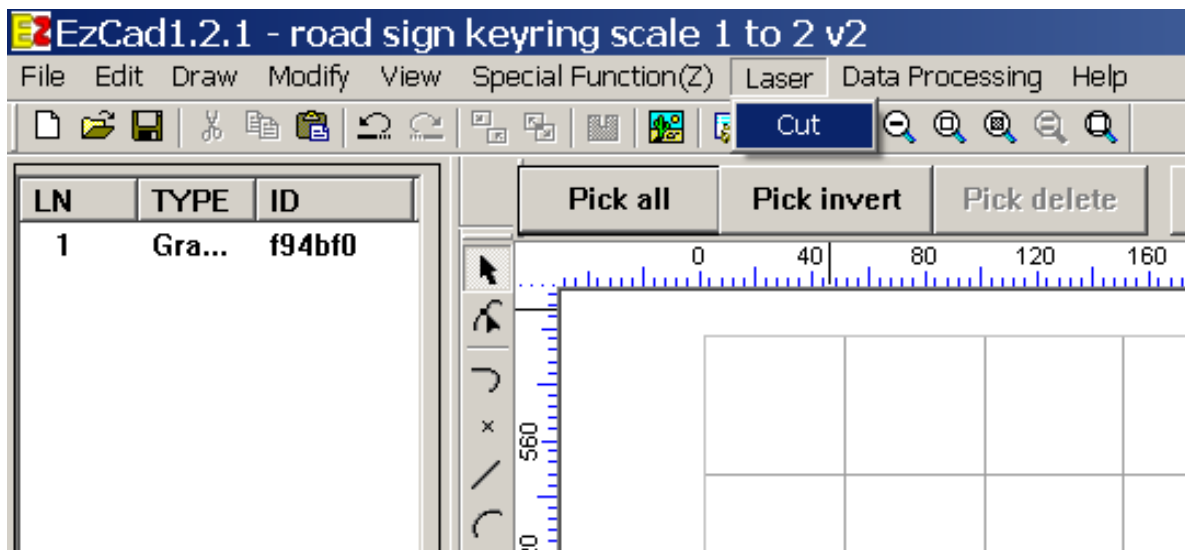 EzCad1.2.1 - road sign keyring scale 1 to 2 v2
File Edit Draw Modify View Special Function(Z) Laser Data Processing Help
Cut
Pick all Pick invert Pick delete
LN TYPE ID
1 Gra... f94bf0
0 40 80 120 160
560